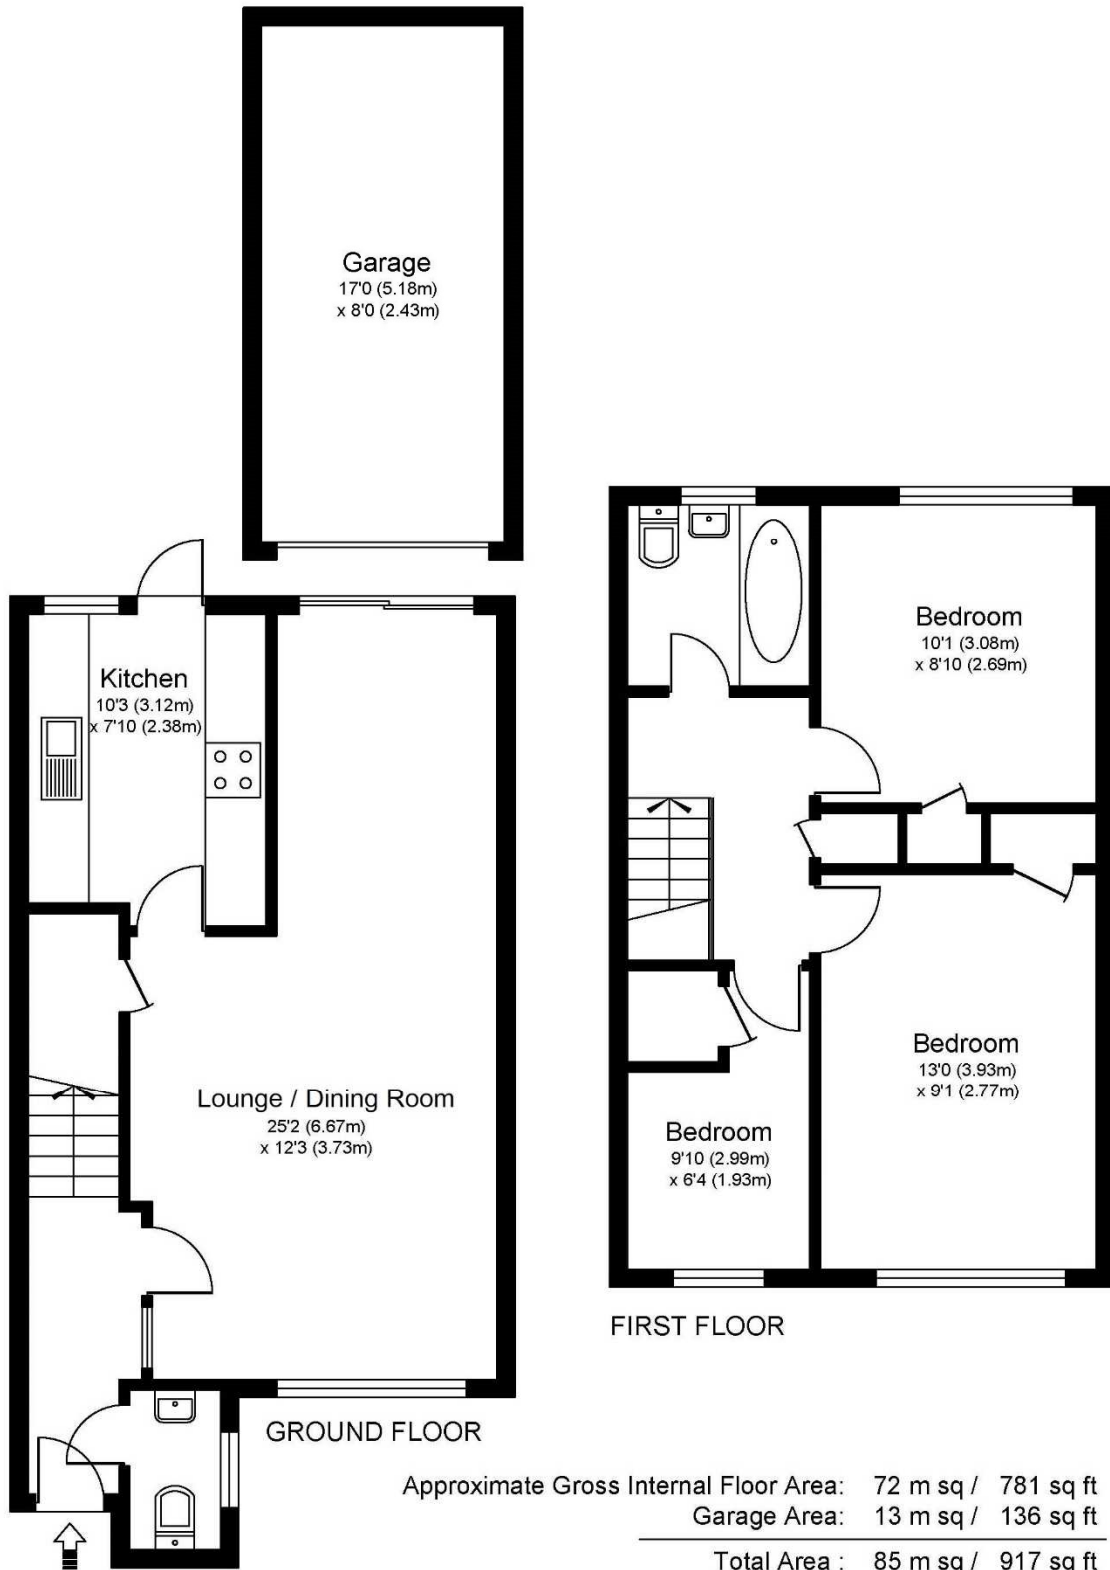 Garage
17'0 (5.18m)
x 8'0 (2.43m)
Kitchen
10'3 (3.12m)
x 7'10 (2.38m)
Lounge / Dining Room
25'2 (6.67m)
x 12'3 (3.73m)
GROUND FLOOR
Bedroom
10'1 (3.08m)
x 8'10 (2.69m)
Bedroom
13'0 (3.93m)
x 9'1 (2.77m)
Bedroom
9'10 (2.99m)
x 6'4 (1.93m)
FIRST FLOOR
Approximate Gross Internal Floor Area: 72 m sq / 781 sq ft
Garage Area: 13 m sq / 136 sq ft
Total Area : 85 m sq / 917 sq ft